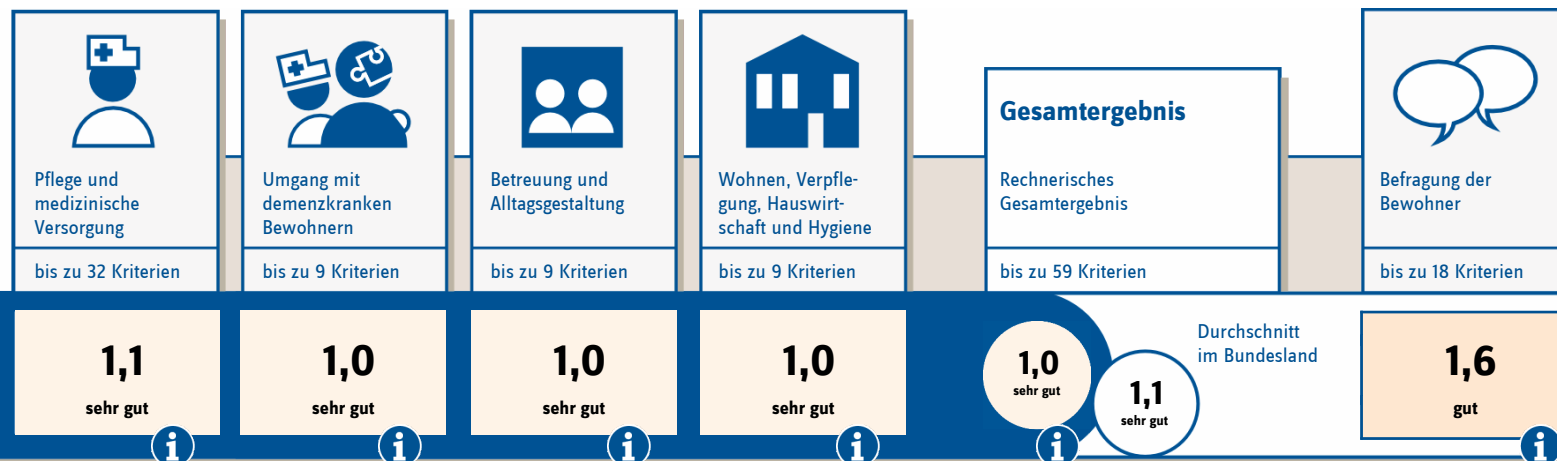 Pflege und
medizinische
Versorgung
bis zu 32 Kriterien
1,1
sehr gut
i
Umgang mit
demenzkranken
Bewohnern
bis zu 9 Kriterien
1,0
sehr gut
i
Betreuung und
Alltagsgestaltung
bis zu 9 Kriterien
1,0
sehr gut
i
Wohnen, Verpfle-
gung, Hauswirt-
schaft und Hygiene
bis zu 9 Kriterien
1,0
sehr gut
i
Gesamtergebnis
Rechnerisches
Gesamtergebnis
bis zu 59 Kriterien
1,0
sehr gut
i
1,1
sehr gut
Durchschnitt
im Bundesland
Befragung der
Bewohner
bis zu 18 Kriterien
1,6
gut
i